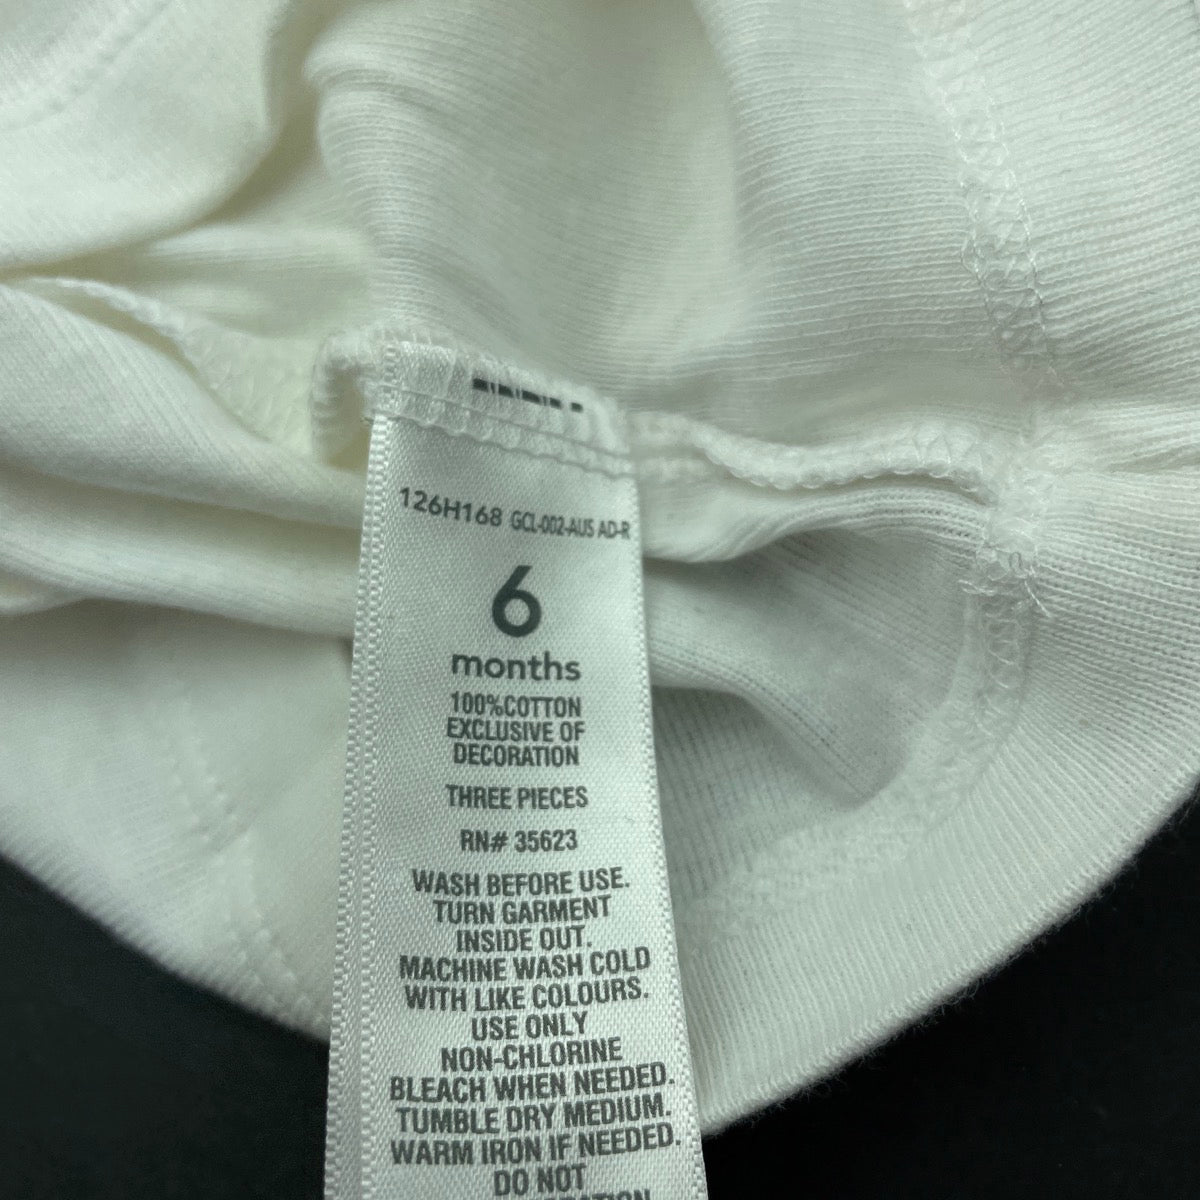 126H168 GCL-002-AUS AD-R
6
months
100%COTTON
EXCLUSIVE OF
DECORATION
THREE PIECES
RN# 35623
WASH BEFORE USE.
TURN GARMENT
INSIDE OUT.
MACHINE WASH COLD
WITH LIKE COLOURS.
USE ONLY
NON-CHLORINE
BLEACH WHEN NEEDED.
TUMBLE DRY MEDIUM.
WARM IRON IF NEEDED.
DO NOT